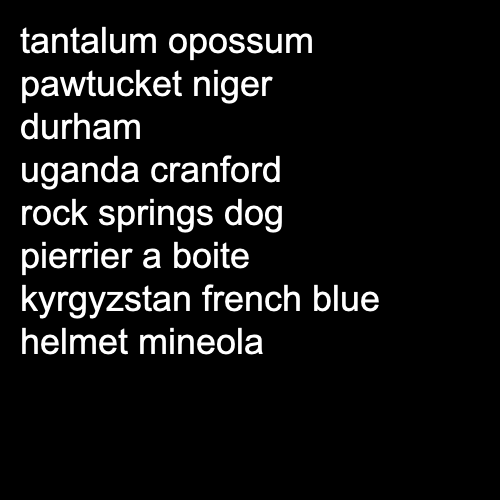 tantalum opossum
pawtucket niger
durham
uganda cranford
rock springs dog
pierrier a boite
kyrgyzstan french blue
helmet mineola